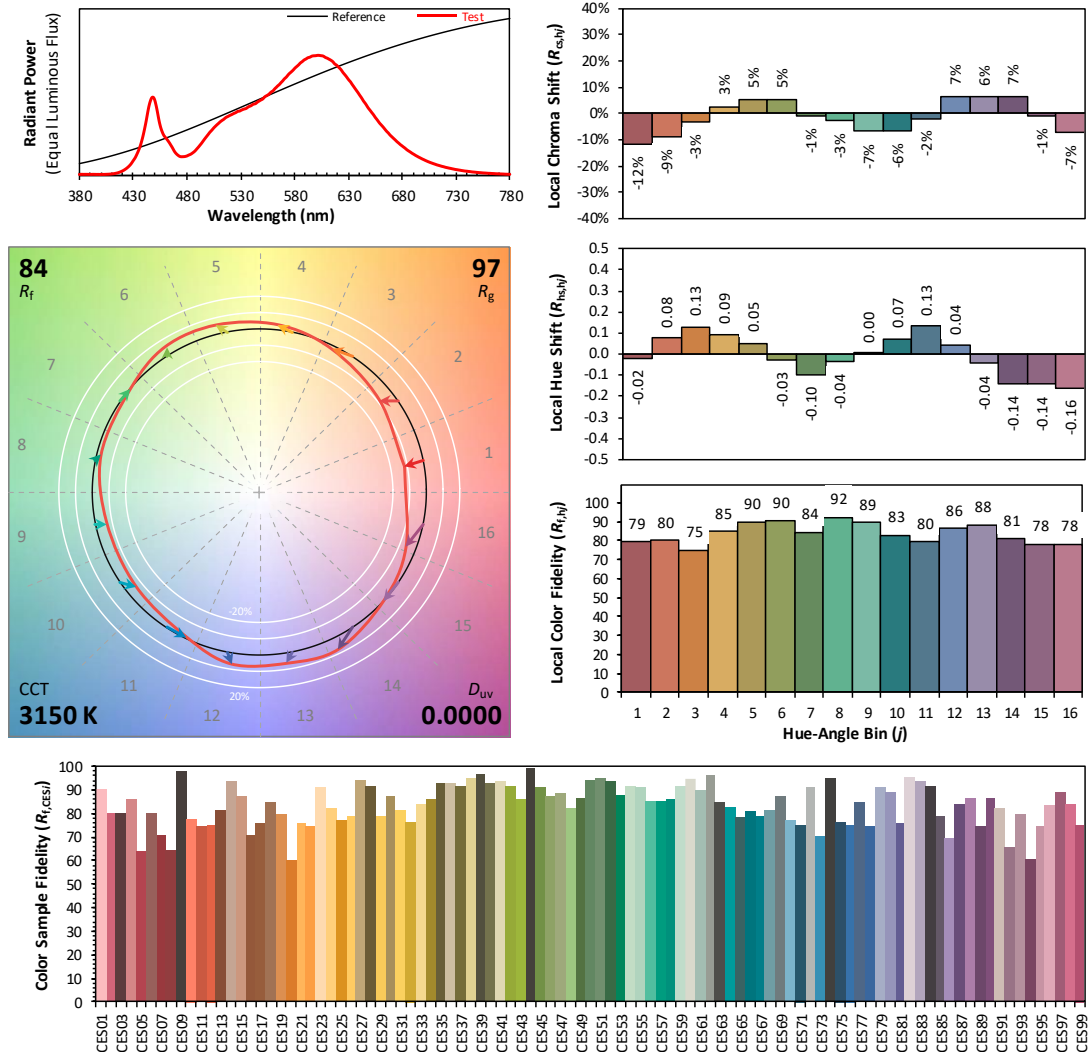 Radiant Power
(Equal Luminous Flux)
Reference
Test
380 430 480 530 580 630 680 730 780
Wavelength (nm)
Local Chroma Shift (Rcs,hj)
40%
30%
20%
10%
0%
-10%
-20%
-30%
-40%
-12% -9% -3% 3% 5% 5% -1% -3% -7% -6% -2% 7% 6% 7% -1% -7%
84
Rf
97
Rg
5 4
6 3
7 2
8 1
9 16
10 15
11 14
12 13
-20%
20%
CCT
3150 K
Duv
0.0000
Local Hue Shift (Rhs,hj)
0.5
0.4
0.3
0.2
0.1
0.0
-0.1
-0.2
-0.3
-0.4
-0.5
-0.02 0.08 0.13 0.09 0.05 -0.03 -0.10 -0.04 0.00 0.07 0.13 0.04 -0.04 -0.14 -0.14 -0.16
Local Color Fidelity (Rf,hj)
100
90
80
70
60
50
40
30
20
10
0
79 80 75 85 90 90 84 92 89 83 80 86 88 81 78 78
1 2 3 4 5 6 7 8 9 10 11 12 13 14 15 16
Hue-Angle Bin (j)
Color Sample Fidelity (Rf,CESi)
100
90
80
70
60
50
40
30
20
10
0
CES01 CES03 CES05 CES07 CES09 CES11 CES13 CES15 CES17 CES19 CES21 CES23 CES25 CES27 CES29 CES31 CES33 CES35 CES37 CES39 CES41 CES43 CES45 CES47 CES49 CES51 CES53 CES55 CES57 CES59 CES61 CES63 CES65 CES67 CES69 CES71 CES73 CES75 CES77 CES79 CES81 CES83 CES85 CES87 CES89 CES91 CES93 CES95 CES97 CES99